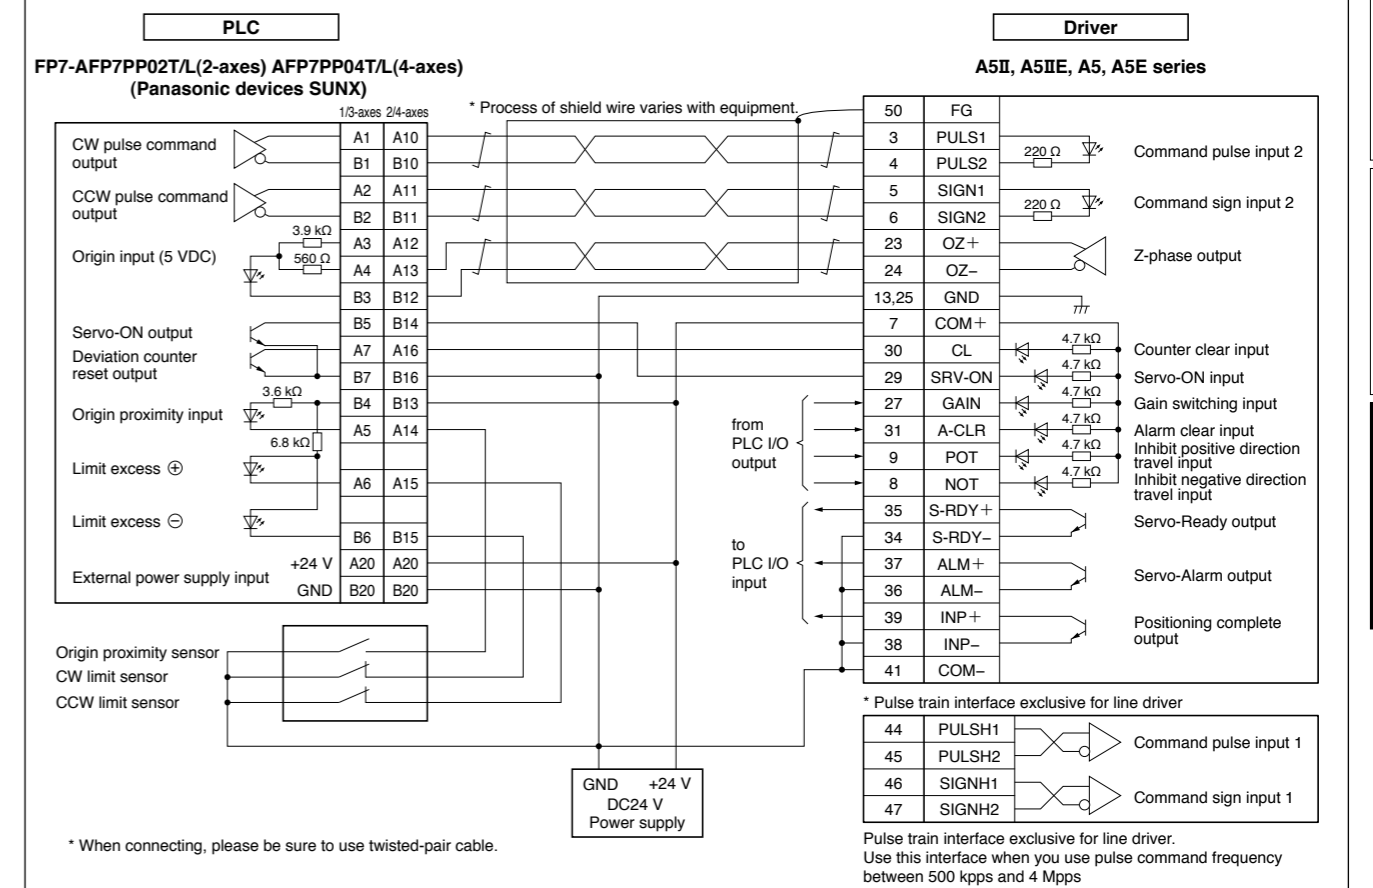 PLC
Driver
FP7-AFP7PP02T/L(2-axes) AFP7PP04T/L(4-axes)
(Panasonic devices SUNX)
A5II, A5IIE, A5, A5E series
1/3-axes 2/4-axes
* Process of shield wire varies with equipment.
CW pulse command
output
A1 A10
B1 B10
CCW pulse command
output
A2 A11
B2 B11
Origin input (5 VDC)
3.9 kΩ
560 Ω
A3 A12
A4 A13
B3 B12
Servo-ON output
B5 B14
Deviation counter
reset output
A7 A16
B7 B16
Origin proximity input
3.6 kΩ
B4 B13
A5 A14
6.8 kΩ
Limit excess ⊕
A6 A15
Limit excess ⊖
B6 B15
External power supply input
+24 V A20 A20
GND B20 B20
Origin proximity sensor
CW limit sensor
CCW limit sensor
GND +24 V
DC24 V
Power supply
* When connecting, please be sure to use twisted-pair cable.
from
PLC I/O
output
to
PLC I/O
input
50 FG
3 PULS1
4 PULS2
220 Ω
Command pulse input 2
5 SIGN1
6 SIGN2
220 Ω
Command sign input 2
23 OZ+
24 OZ−
Z-phase output
13,25 GND
7 COM+
30 CL 4.7 kΩ Counter clear input
29 SRV-ON 4.7 kΩ Servo-ON input
27 GAIN 4.7 kΩ Gain switching input
31 A-CLR 4.7 kΩ Alarm clear input
9 POT 4.7 kΩ Inhibit positive direction
travel input
8 NOT 4.7 kΩ Inhibit negative direction
travel input
35 S-RDY+
34 S-RDY−
Servo-Ready output
37 ALM+
36 ALM−
Servo-Alarm output
39 INP+
38 INP−
Positioning complete
output
41 COM−
* Pulse train interface exclusive for line driver
44 PULSH1
45 PULSH2
Command pulse input 1
46 SIGNH1
47 SIGNH2
Command sign input 1
Pulse train interface exclusive for line driver.
Use this interface when you use pulse command frequency
between 500 kpps and 4 Mpps